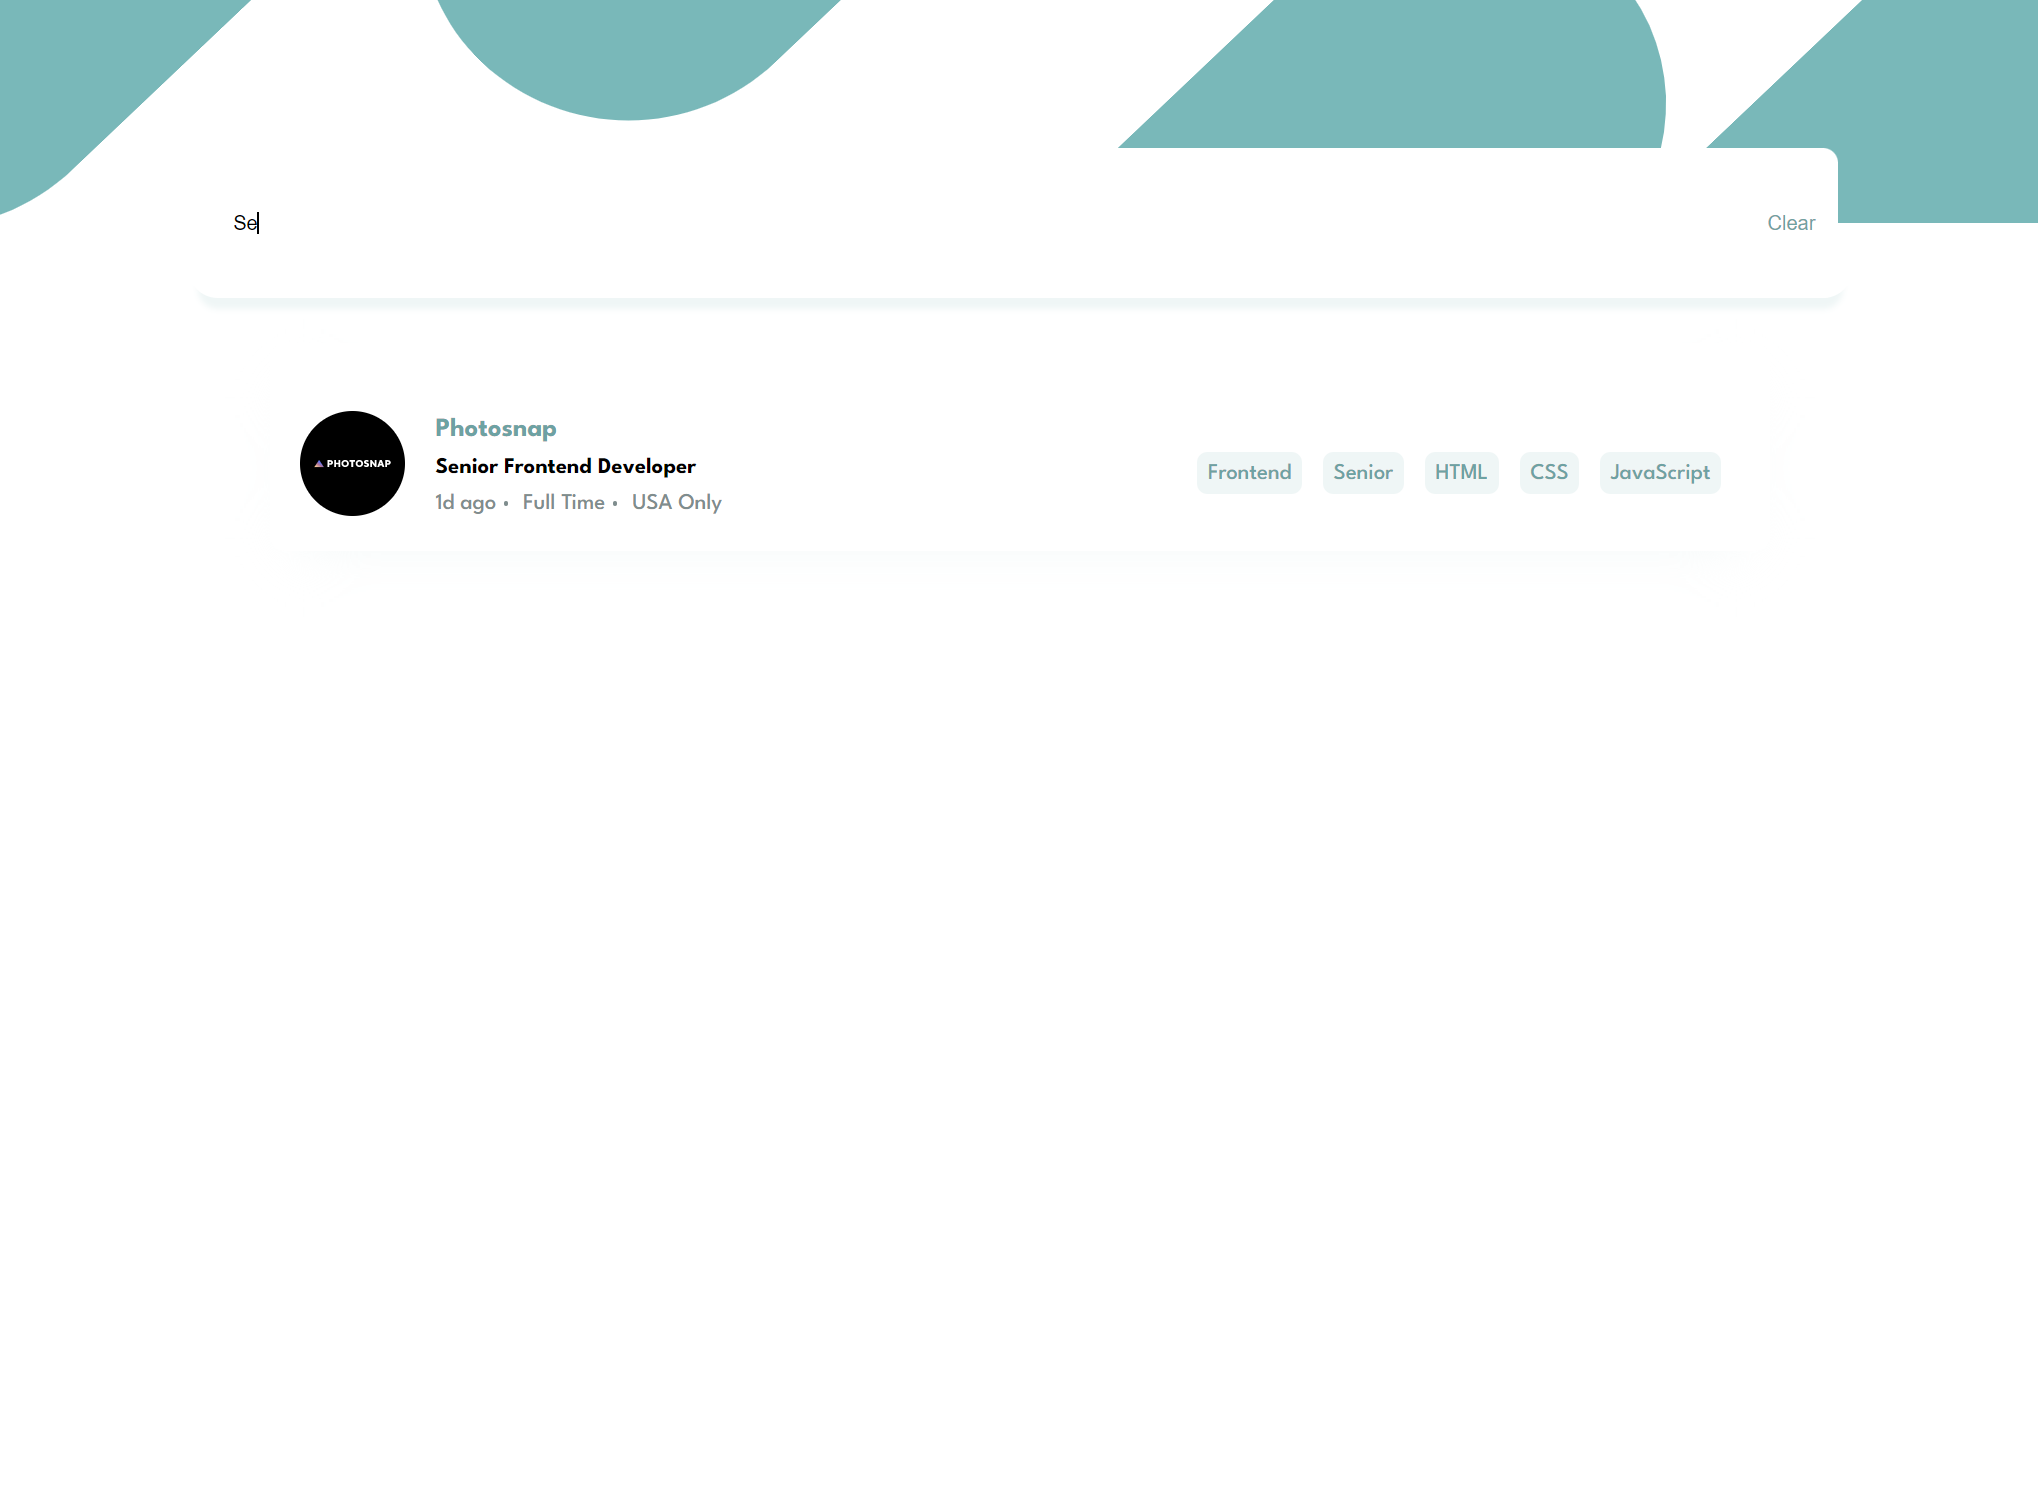 Se
Clear
PHOTOSNAP
Photosnap
Senior Frontend Developer
1d ago • Full Time • USA Only
Frontend Senior HTML CSS JavaScript